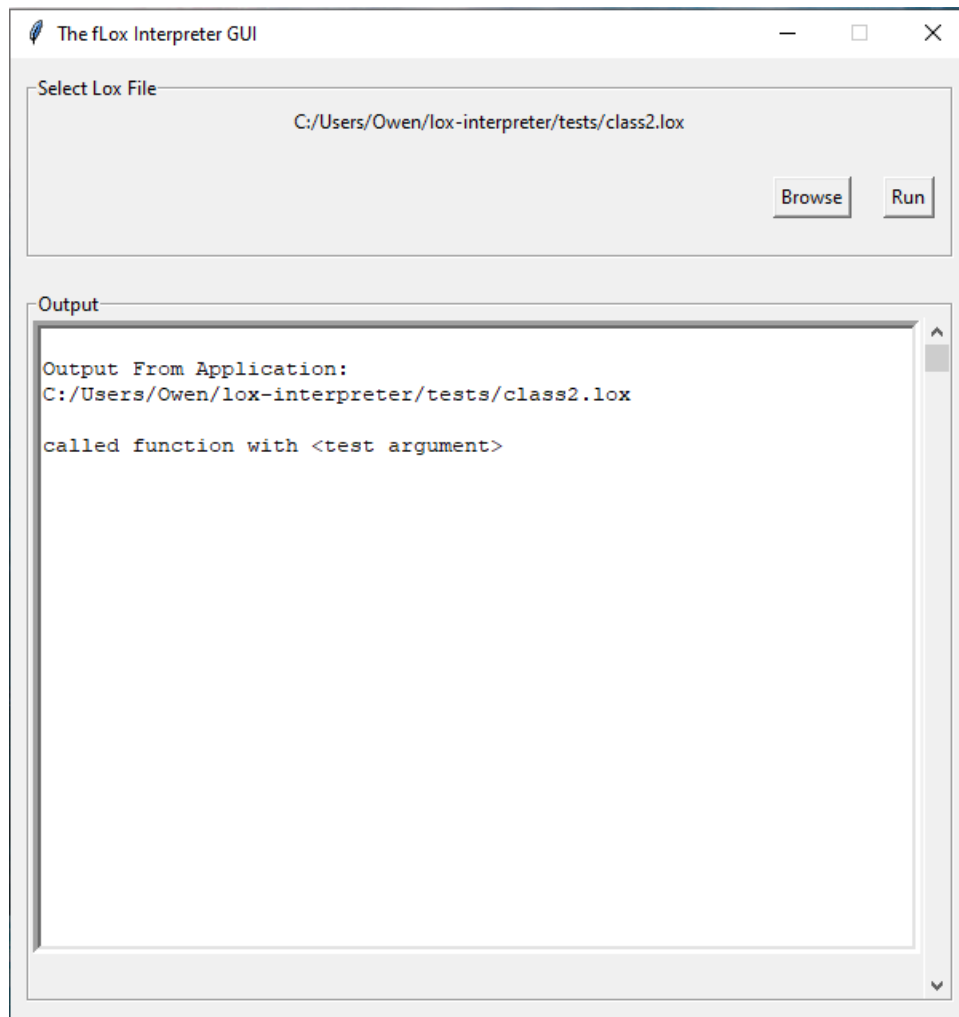 The fLox Interpreter GUI
Select Lox File
C:/Users/Owen/lox-interpreter/tests/class2.lox
Browse Run
Output
Output From Application:
C:/Users/Owen/lox-interpreter/tests/class2.lox
called function with <test argument>